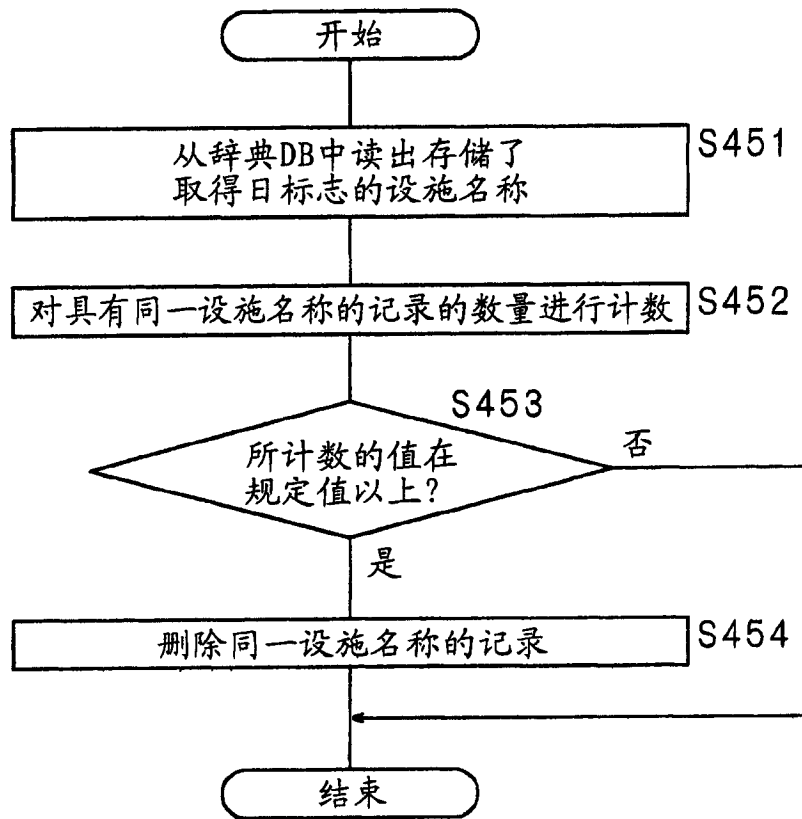 开始
从辞典DB中读出存储了
取得日标志的设施名称
S451
对具有同一设施名称的记录的数量进行计数
S452
S453
所计数的值在
规定值以上?
否
是
删除同一设施名称的记录
S454
结束